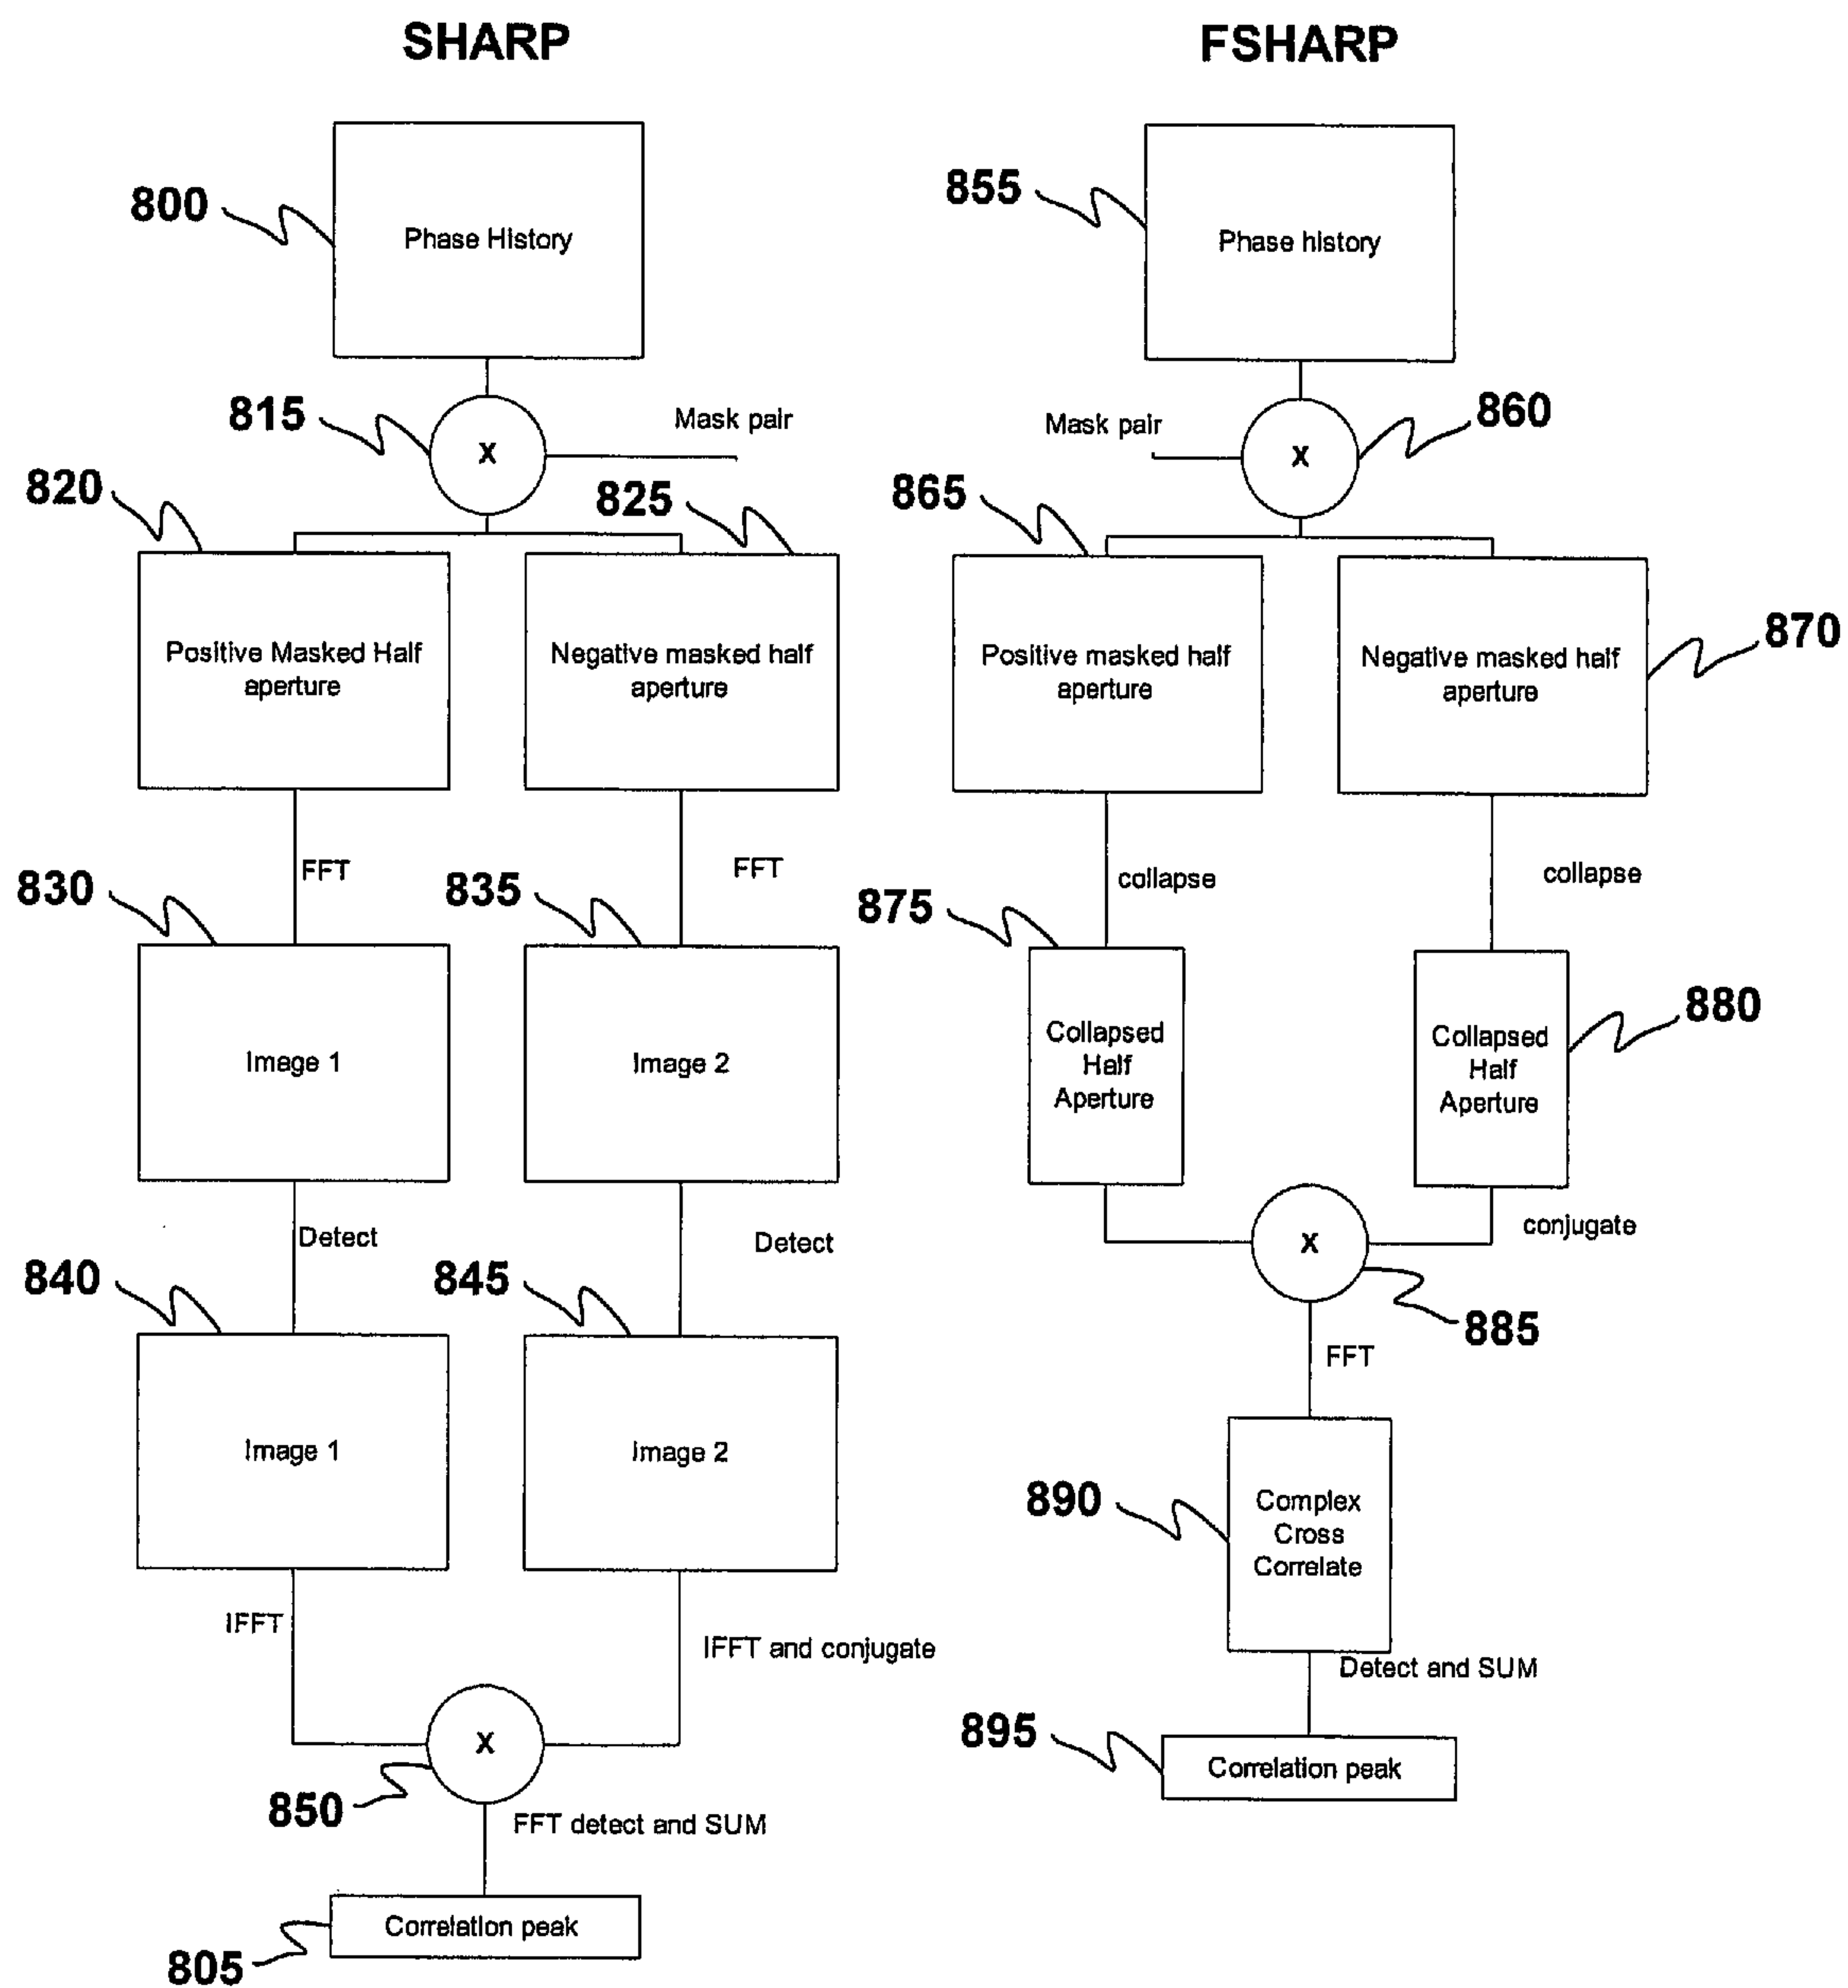 SHARP
FSHARP
800
Phase History
855
Phase history
815
X
Mask pair
Mask pair
X
860
820
825
865
870
Positive Masked Half
aperture
Negative masked half
aperture
Positive masked half
aperture
Negative masked half
aperture
FFT
FFT
collapse
collapse
830
835
875
880
Image 1
Image 2
Collapsed
Half
Aperture
Collapsed
Half
Aperture
Detect
Detect
X
conjugate
840
845
885
FFT
Image 1
Image 2
890
Complex
Cross
Correlate
IFFT
IFFT and conjugate
Detect and SUM
X
895
Correlation peak
850
FFT detect and SUM
Correlation peak
805